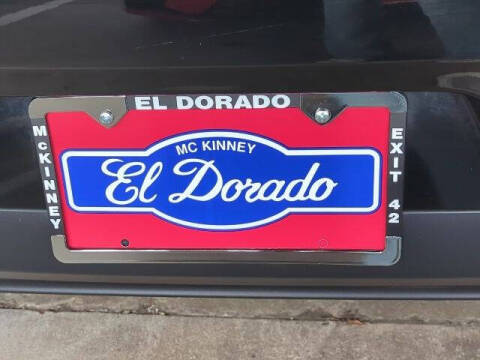 EL DORADO
McKINNEY
MC KINNEY
El Dorado
EXIT 42